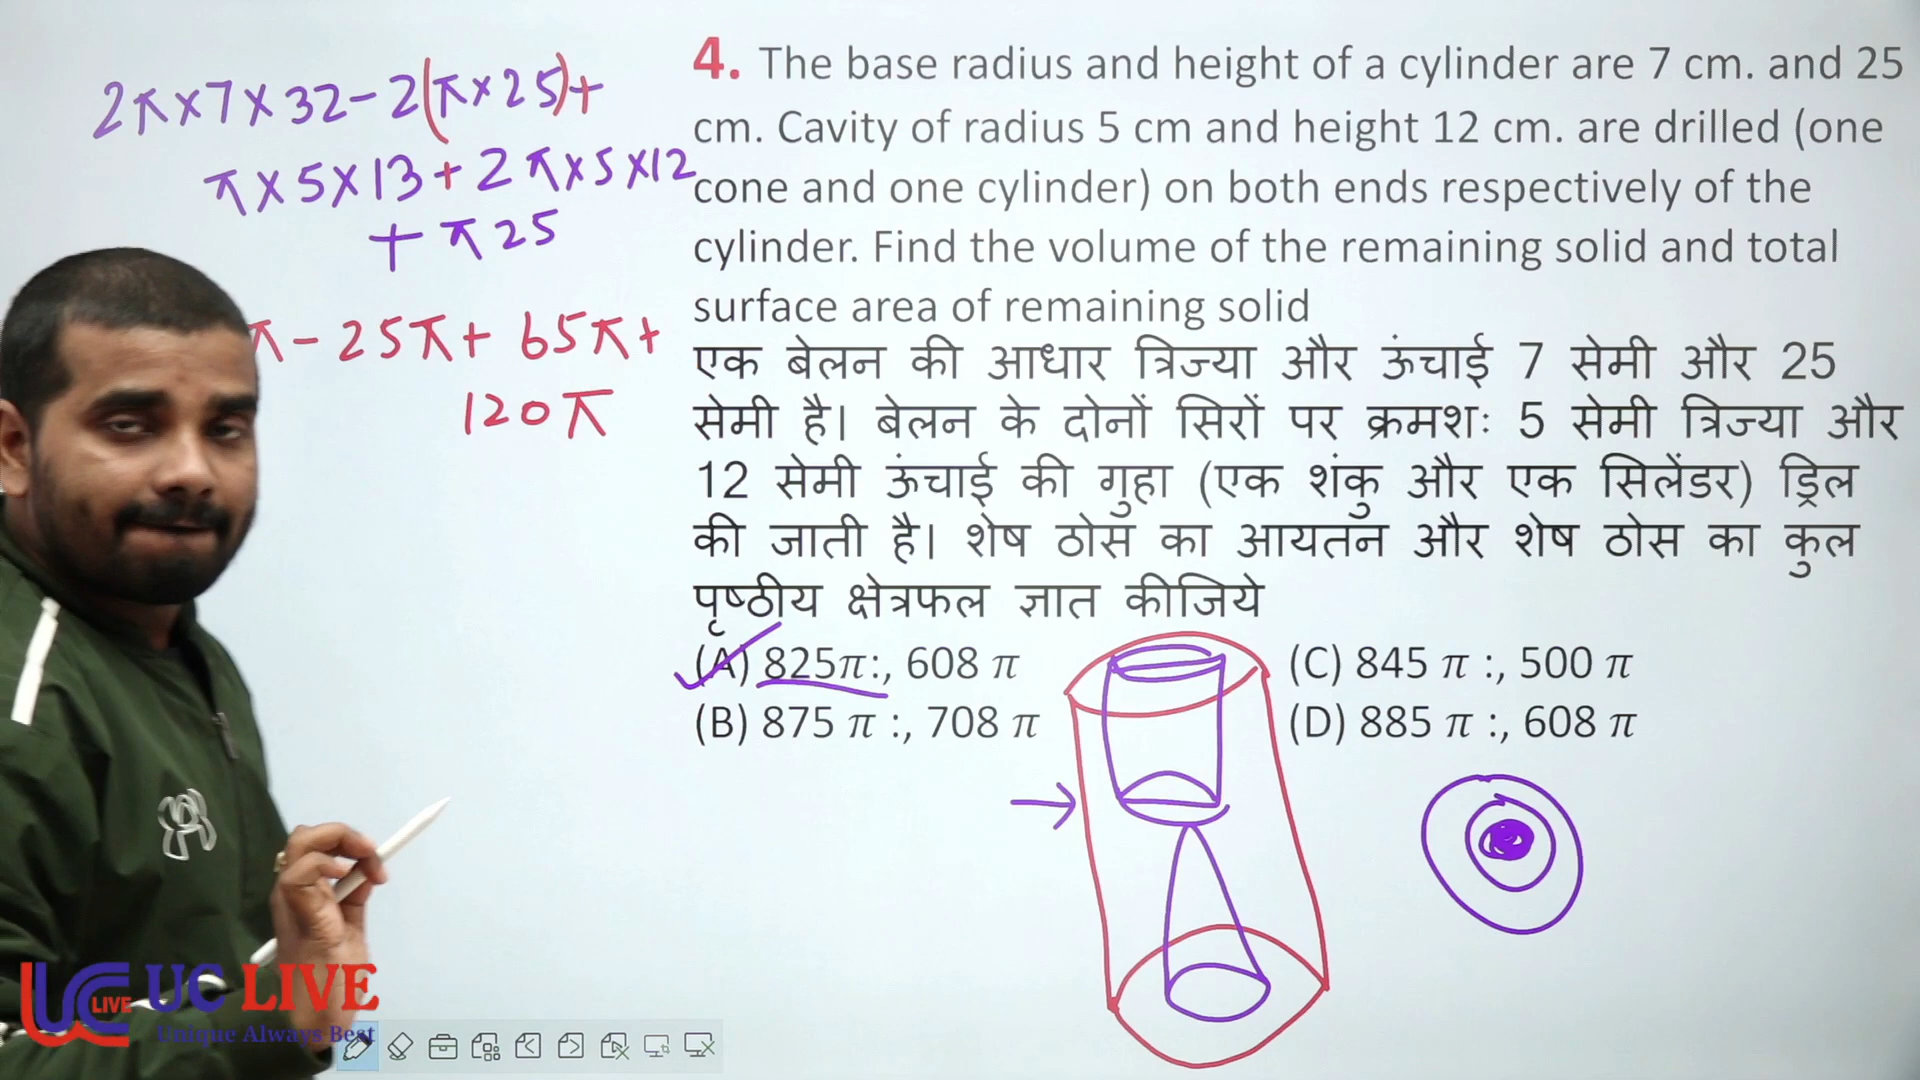 2π×7×32-2(π×25)+
π×5×13+2π×5×12
+π25
π-25π+ 65π+
120π
4. The base radius and height of a cylinder are 7 cm. and 25
cm. Cavity of radius 5 cm and height 12 cm. are drilled (one
cone and one cylinder) on both ends respectively of the
cylinder. Find the volume of the remaining solid and total
surface area of remaining solid
एक बेलन की आधार त्रिज्या और ऊंचाई 7 सेमी और 25
सेमी है। बेलन के दोनों सिरों पर क्रमशः 5 सेमी त्रिज्या और
12 सेमी ऊंचाई की गुहा (एक शंकु और एक सिलेंडर) ड्रिल
की जाती है। शेष ठोस का आयतन और शेष ठोस का कुल
पृष्ठीय क्षेत्रफल ज्ञात कीजिये
(A) 825π:, 608 π
(C) 845 π :, 500 π
(B) 875 π :, 708 π
(D) 885 π :, 608 π
UC LIVE UC LIVE
Unique Always Best